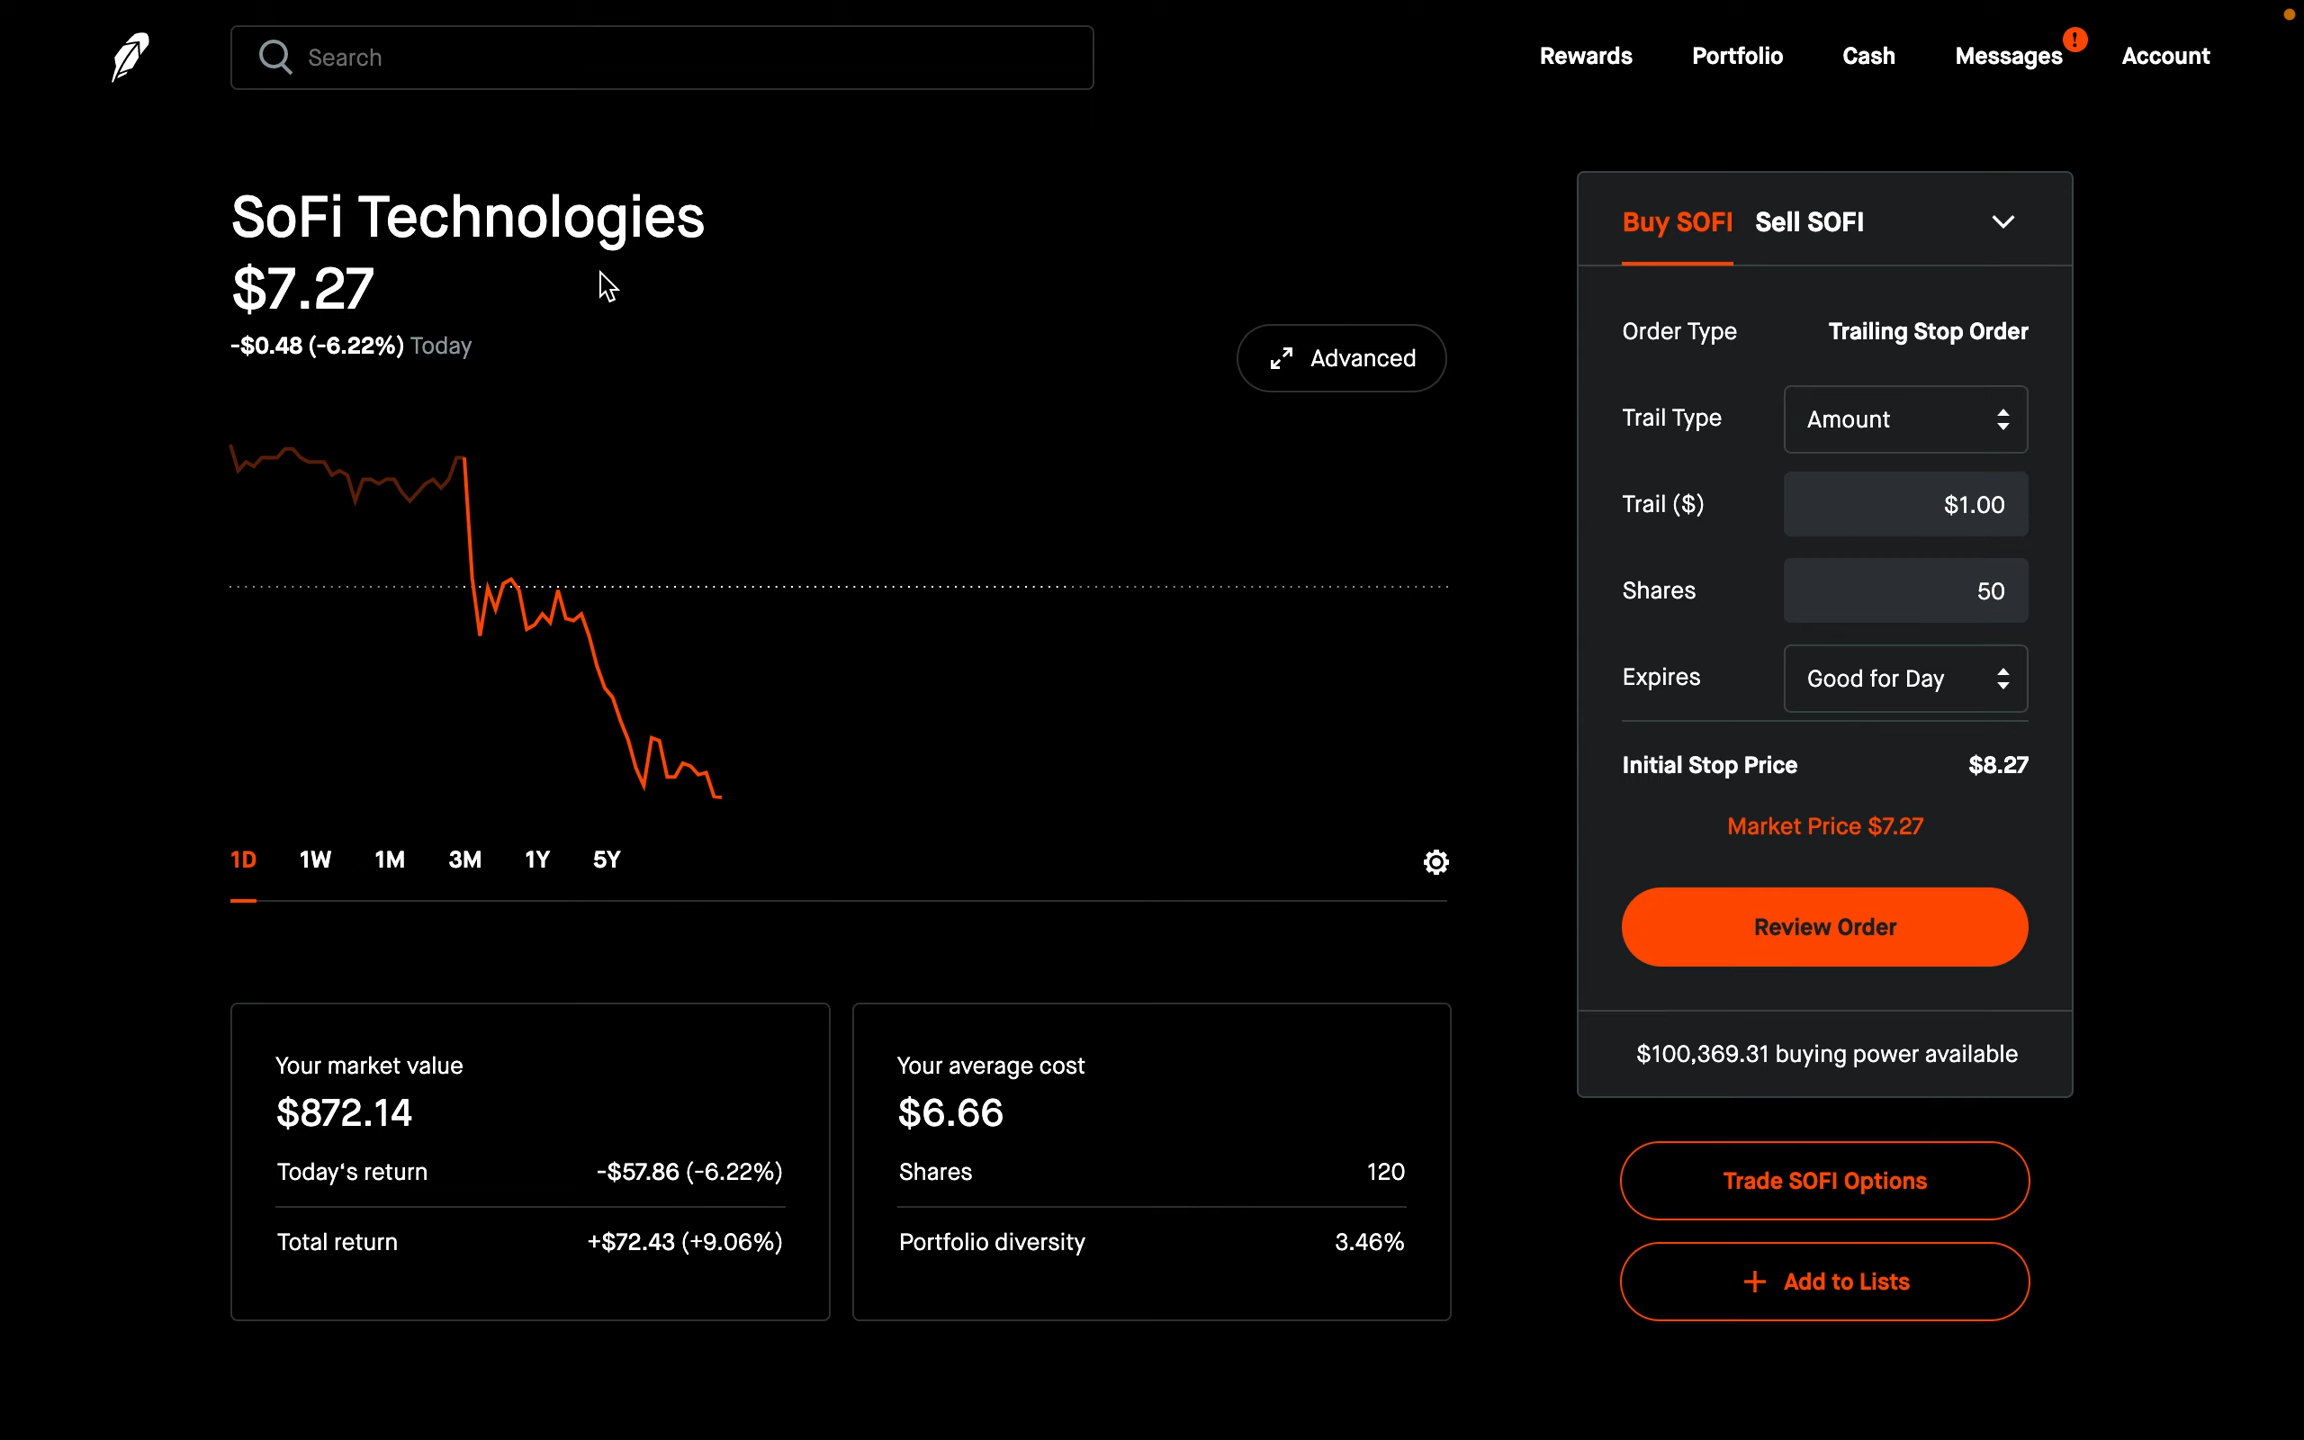 Search
Rewards
Portfolio
Cash
Messages
!
Account
SoFi Technologies
$7.27
-$0.48 (-6.22%) Today
Advanced
1D
1W
1M
3M
1Y
5Y
Your market value
$872.14
Today's return -$57.86 (-6.22%)
Total return +$72.43 (+9.06%)
Your average cost
$6.66
Shares 120
Portfolio diversity 3.46%
Buy SOFI Sell SOFI
Order Type Trailing Stop Order
Trail Type Amount
Trail ($) $1.00
Shares 50
Expires Good for Day
Initial Stop Price $8.27
Market Price $7.27
Review Order
$100,369.31 buying power available
Trade SOFI Options
+ Add to Lists